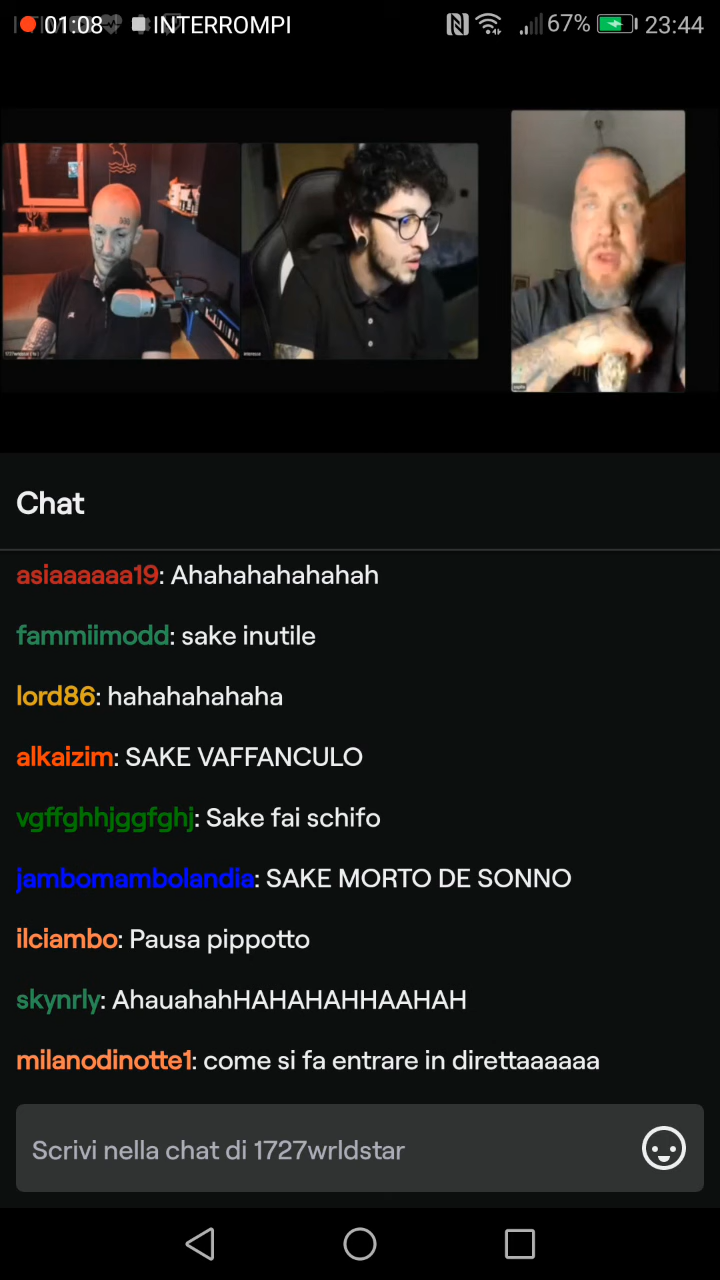 01:08 INTERROMPI 67% 23:44
Chat
asiaaaaaa19: Ahahahahahahah
fammiimodd: sake inutile
lord86: hahahahahaha
alkaizim: SAKE VAFFANCULO
vgffghhjggfghj: Sake fai schifo
jambomambolandia: SAKE MORTO DE SONNO
ilciambo: Pausa pippotto
skynrly: AhauahahHAHAHAHHAAHAH
milanodinotte1: come si fa entrare in direttaaaaaa
Scrivi nella chat di 1727wrldstar